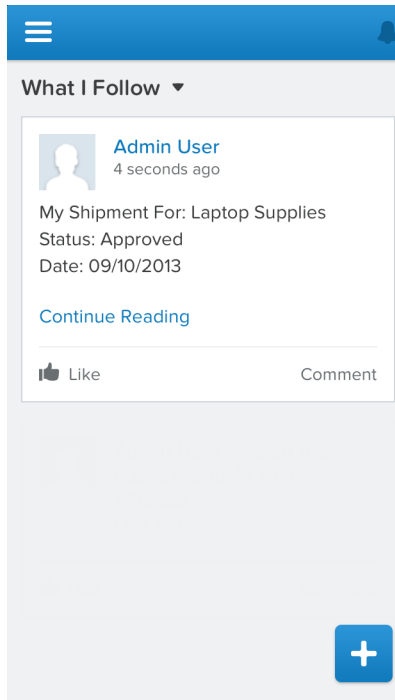 What I Follow
Admin User
4 seconds ago
My Shipment For: Laptop Supplies
Status: Approved
Date: 09/10/2013
Continue Reading
Like
Comment